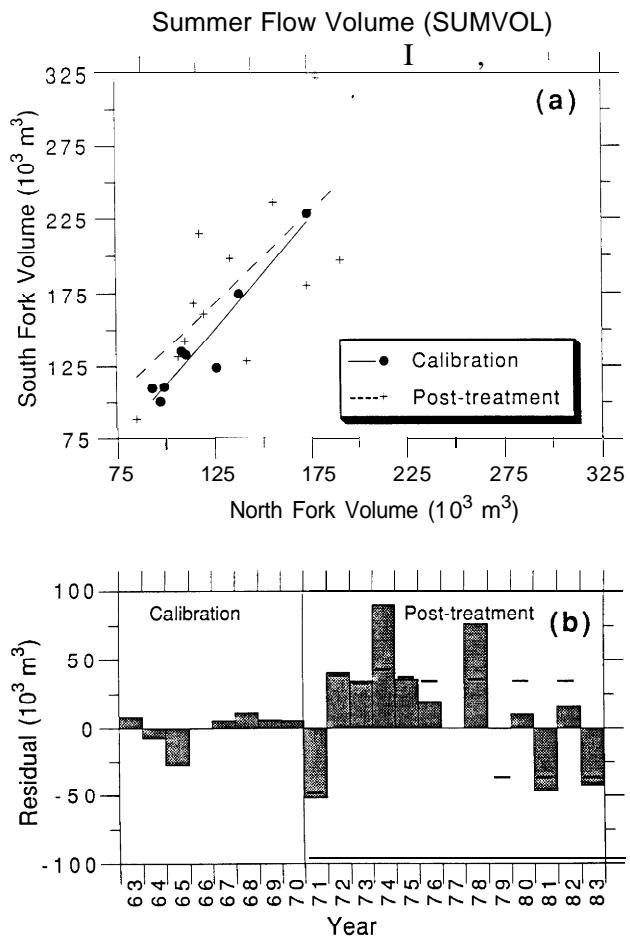 Summer Flow Volume (SUMVOL)
I ,
325
275
225
175
125
75
South Fork Volume (10³ m³)
(a)
Calibration
Post-treatment
75 125 175 225 275 325
North Fork Volume (10³ m³)
100
50
0
-50
-100
Residual (10³ m³)
Calibration
Post-treatment
(b)
63 64 65 66 67 68 69 70 71 72 73 74 75 76 77 78 79 80 81 82 83
Year